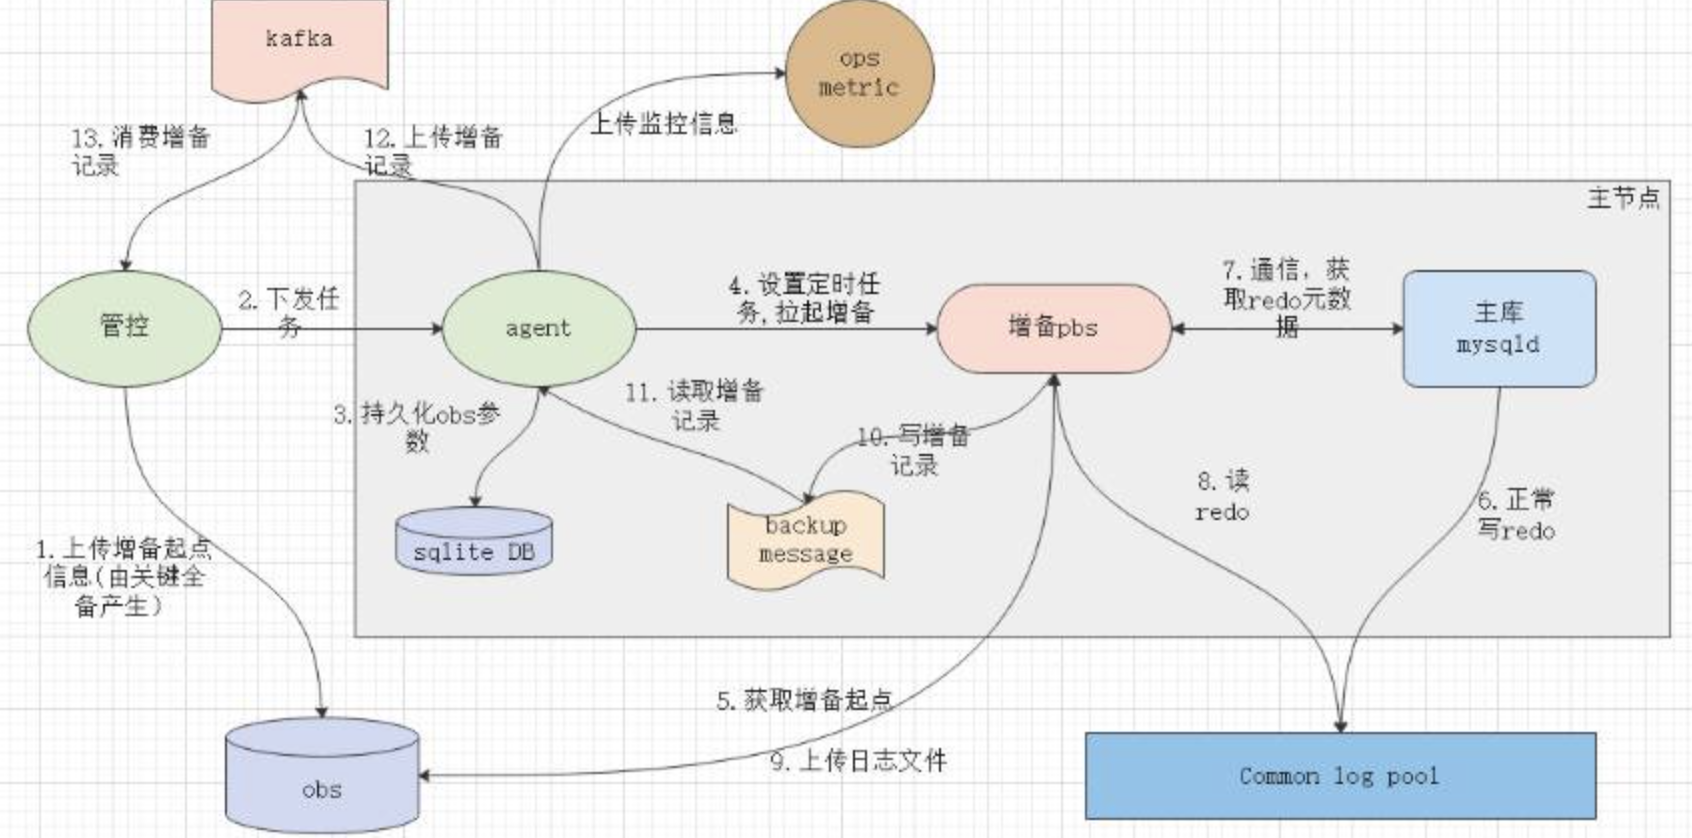 kafka
ops
metric
13.消费增备
记录
12.上传增备
记录
上传监控信息
主节点
管控
2.下发任
务
agent
4.设置定时任
务,拉起增备
增备pbs
7.通信，获
取redo元数
据
主库
mysqld
3.持久化obs参
数
11.读取增备
记录
10.写增备
记录
8.读
redo
6.正常
写redo
sqlite DB
backup
message
1.上传增备起点
信息(由关键全
备产生)
5.获取增备起点
9.上传日志文件
obs
Common log pool